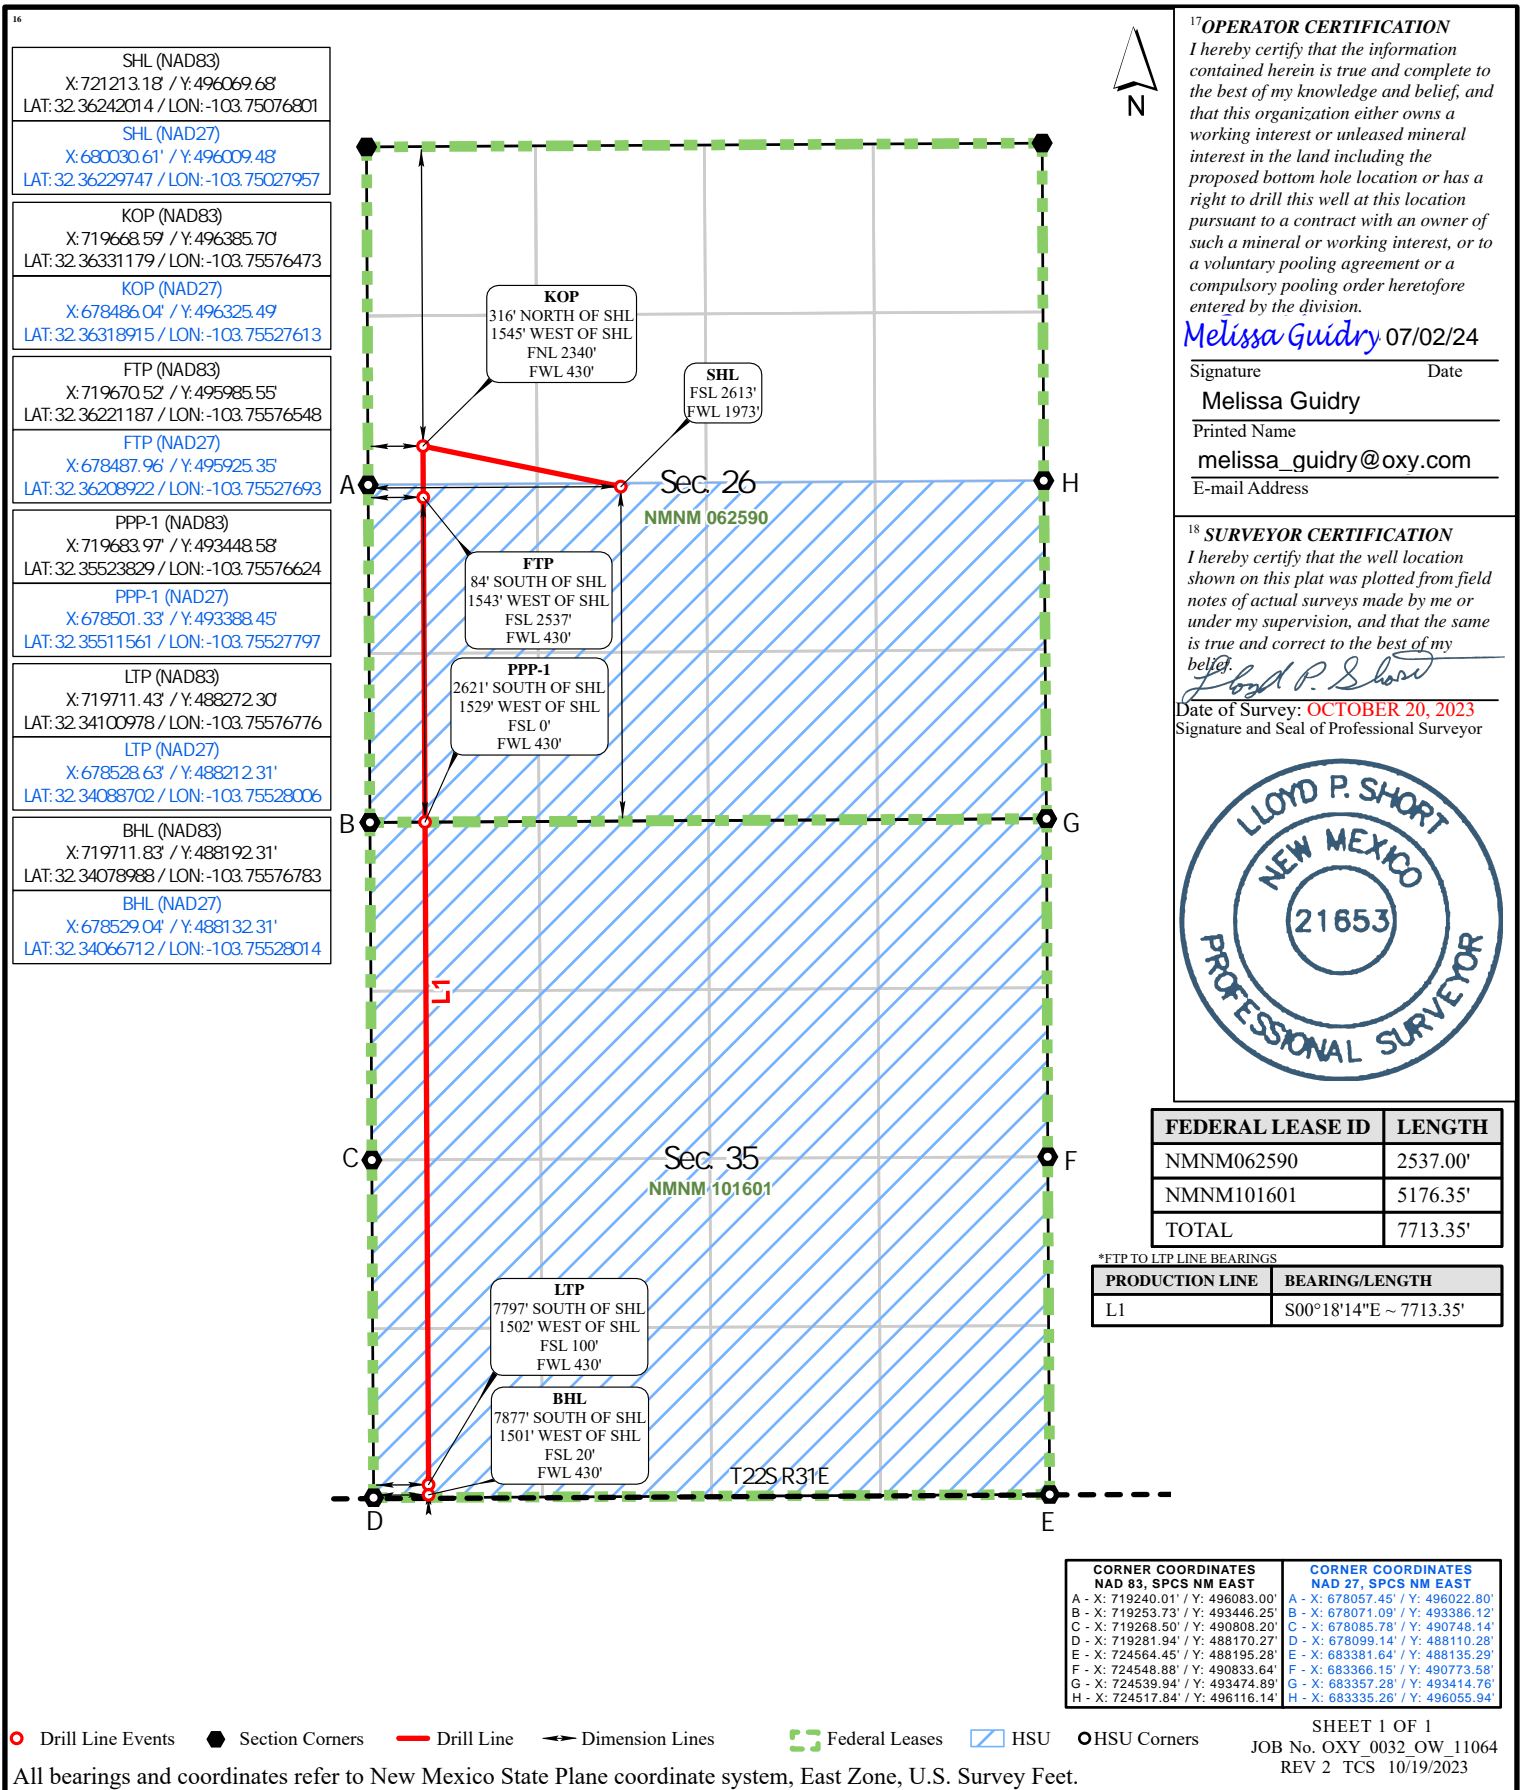 16
SHL (NAD83)
X: 721213.18' / Y: 496069.68'
LAT: 32.36242014 / LON: -103.75076801
SHL (NAD27)
X: 680030.61' / Y: 496009.48'
LAT: 32.36229747 / LON: -103.75027957
KOP (NAD83)
X: 719668.59' / Y: 496385.70'
LAT: 32.36331179 / LON: -103.75576473
KOP (NAD27)
X: 678486.04' / Y: 496325.49'
LAT: 32.36318915 / LON: -103.75527613
FTP (NAD83)
X: 719670.52' / Y: 495985.55'
LAT: 32.36221187 / LON: -103.75576548
FTP (NAD27)
X: 678487.96' / Y: 495925.35'
LAT: 32.36208922 / LON: -103.75527693
PPP-1 (NAD83)
X: 719683.97' / Y: 493448.58'
LAT: 32.35523829 / LON: -103.75576624
PPP-1 (NAD27)
X: 678501.33' / Y: 493388.45'
LAT: 32.35511561 / LON: -103.75527797
LTP (NAD83)
X: 719711.43' / Y: 488272.30'
LAT: 32.34100978 / LON: -103.75576776
LTP (NAD27)
X: 678528.63' / Y: 488212.31'
LAT: 32.34088702 / LON: -103.75528006
BHL (NAD83)
X: 719711.83' / Y: 488192.31'
LAT: 32.34078988 / LON: -103.75576783
BHL (NAD27)
X: 678529.04' / Y: 488132.31'
LAT: 32.34066712 / LON: -103.75528014
N
KOP
316' NORTH OF SHL
1545' WEST OF SHL
FNL 2340'
FWL 430'
SHL
FSL 2613'
FWL 1973'
A
Sec. 26
H
NMNM 062590
FTP
84' SOUTH OF SHL
1543' WEST OF SHL
FSL 2537'
FWL 430'
PPP-1
2621' SOUTH OF SHL
1529' WEST OF SHL
FSL 0'
FWL 430'
B
G
L1
C
Sec. 35
F
NMNM 101601
LTP
7797' SOUTH OF SHL
1502' WEST OF SHL
FSL 100'
FWL 430'
BHL
7877' SOUTH OF SHL
1501' WEST OF SHL
FSL 20'
FWL 430'
T22S R31E
D
E
17 OPERATOR CERTIFICATION
I hereby certify that the information
contained herein is true and complete to
the best of my knowledge and belief, and
that this organization either owns a
working interest or unleased mineral
interest in the land including the
proposed bottom hole location or has a
right to drill this well at this location
pursuant to a contract with an owner of
such a mineral or working interest, or to
a voluntary pooling agreement or a
compulsory pooling order heretofore
entered by the division.
Melissa Guidry 07/02/24
Signature Date
Melissa Guidry
Printed Name
melissa_guidry@oxy.com
E-mail Address
18 SURVEYOR CERTIFICATION
I hereby certify that the well location
shown on this plat was plotted from field
notes of actual surveys made by me or
under my supervision, and that the same
is true and correct to the best of my
belief.
Lloyd P. Short
Date of Survey: OCTOBER 20, 2023
Signature and Seal of Professional Surveyor
LLOYD P. SHORT
NEW MEXICO
21653
PROFESSIONAL SURVEYOR
FEDERAL LEASE ID LENGTH
NMNM062590 2537.00'
NMNM101601 5176.35'
TOTAL 7713.35'
*FTP TO LTP LINE BEARINGS
PRODUCTION LINE BEARING/LENGTH
L1 S00°18'14"E ~ 7713.35'
CORNER COORDINATES
NAD 83, SPCS NM EAST
A - X: 719240.01' / Y: 496083.00'
B - X: 719253.73' / Y: 493446.25'
C - X: 719268.50' / Y: 490808.20'
D - X: 719281.94' / Y: 488170.27'
E - X: 724564.45' / Y: 488195.28'
F - X: 724548.88' / Y: 490833.64'
G - X: 724539.94' / Y: 493474.89'
H - X: 724517.84' / Y: 496116.14'
CORNER COORDINATES
NAD 27, SPCS NM EAST
A - X: 678057.45' / Y: 496022.80'
B - X: 678071.09' / Y: 493386.12'
C - X: 678085.78' / Y: 490748.14'
D - X: 678099.14' / Y: 488110.28'
E - X: 683381.64' / Y: 488135.29'
F - X: 683366.15' / Y: 490773.58'
G - X: 683357.28' / Y: 493414.76'
H - X: 683335.26' / Y: 496055.94'
Drill Line Events Section Corners Drill Line Dimension Lines Federal Leases HSU HSU Corners
SHEET 1 OF 1
JOB No. OXY_0032_OW_11064
REV 2 TCS 10/19/2023
All bearings and coordinates refer to New Mexico State Plane coordinate system, East Zone, U.S. Survey Feet.